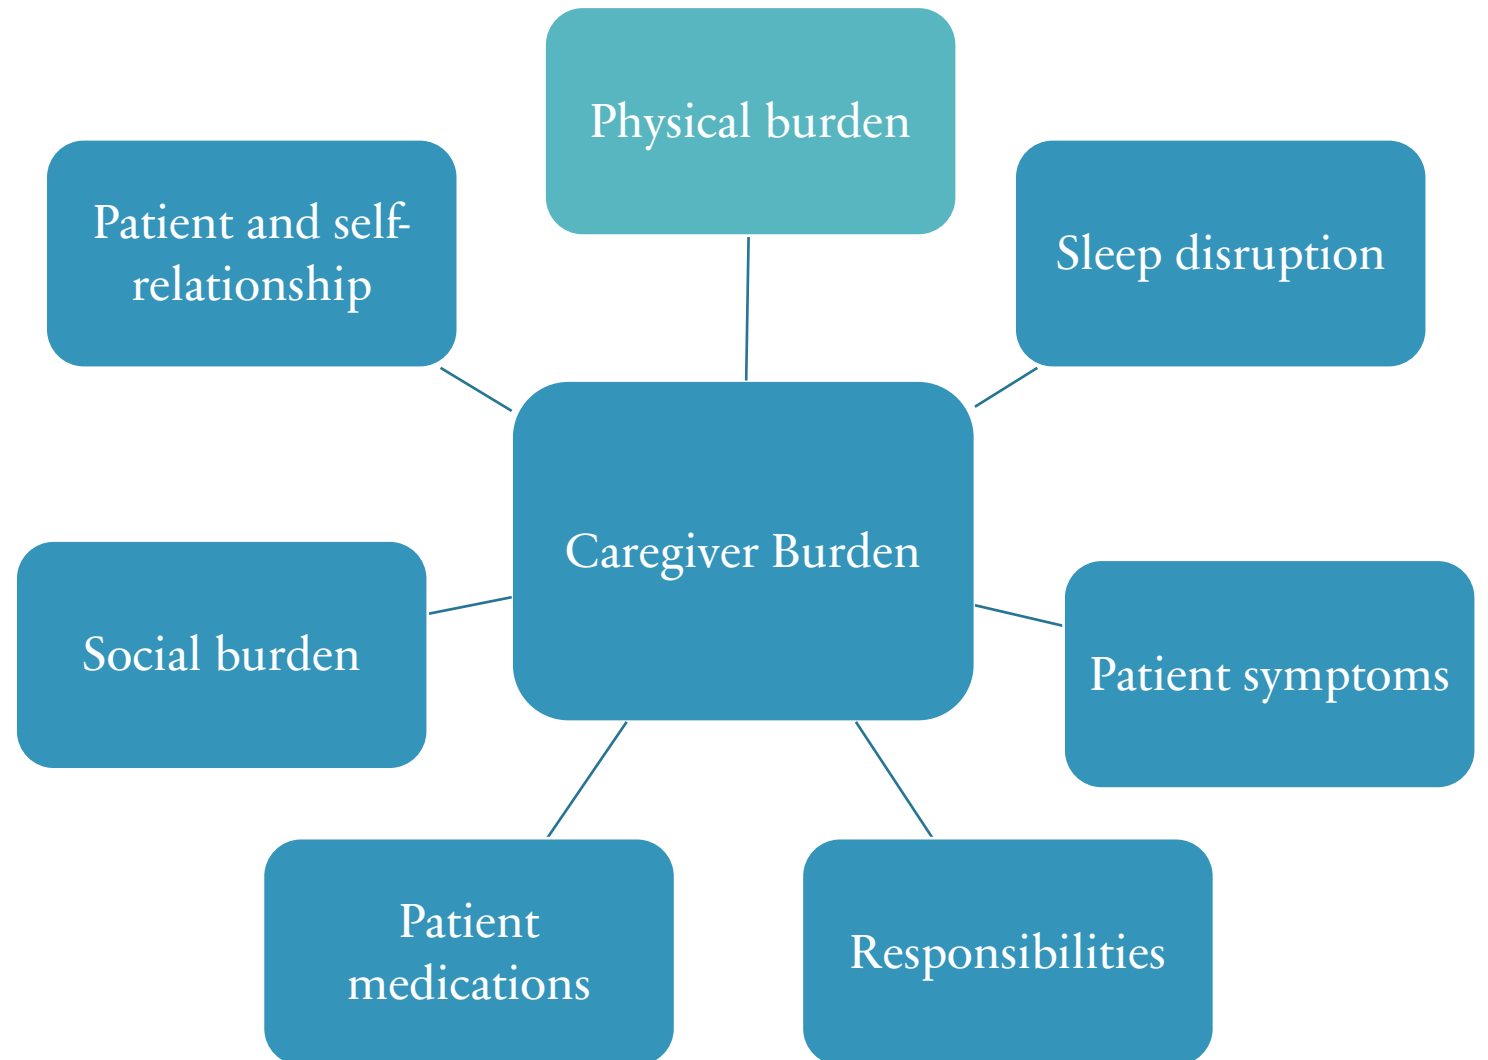 Physical burden
Patient and self-
relationship
Sleep disruption
Caregiver Burden
Social burden
Patient symptoms
Patient
medications
Responsibilities